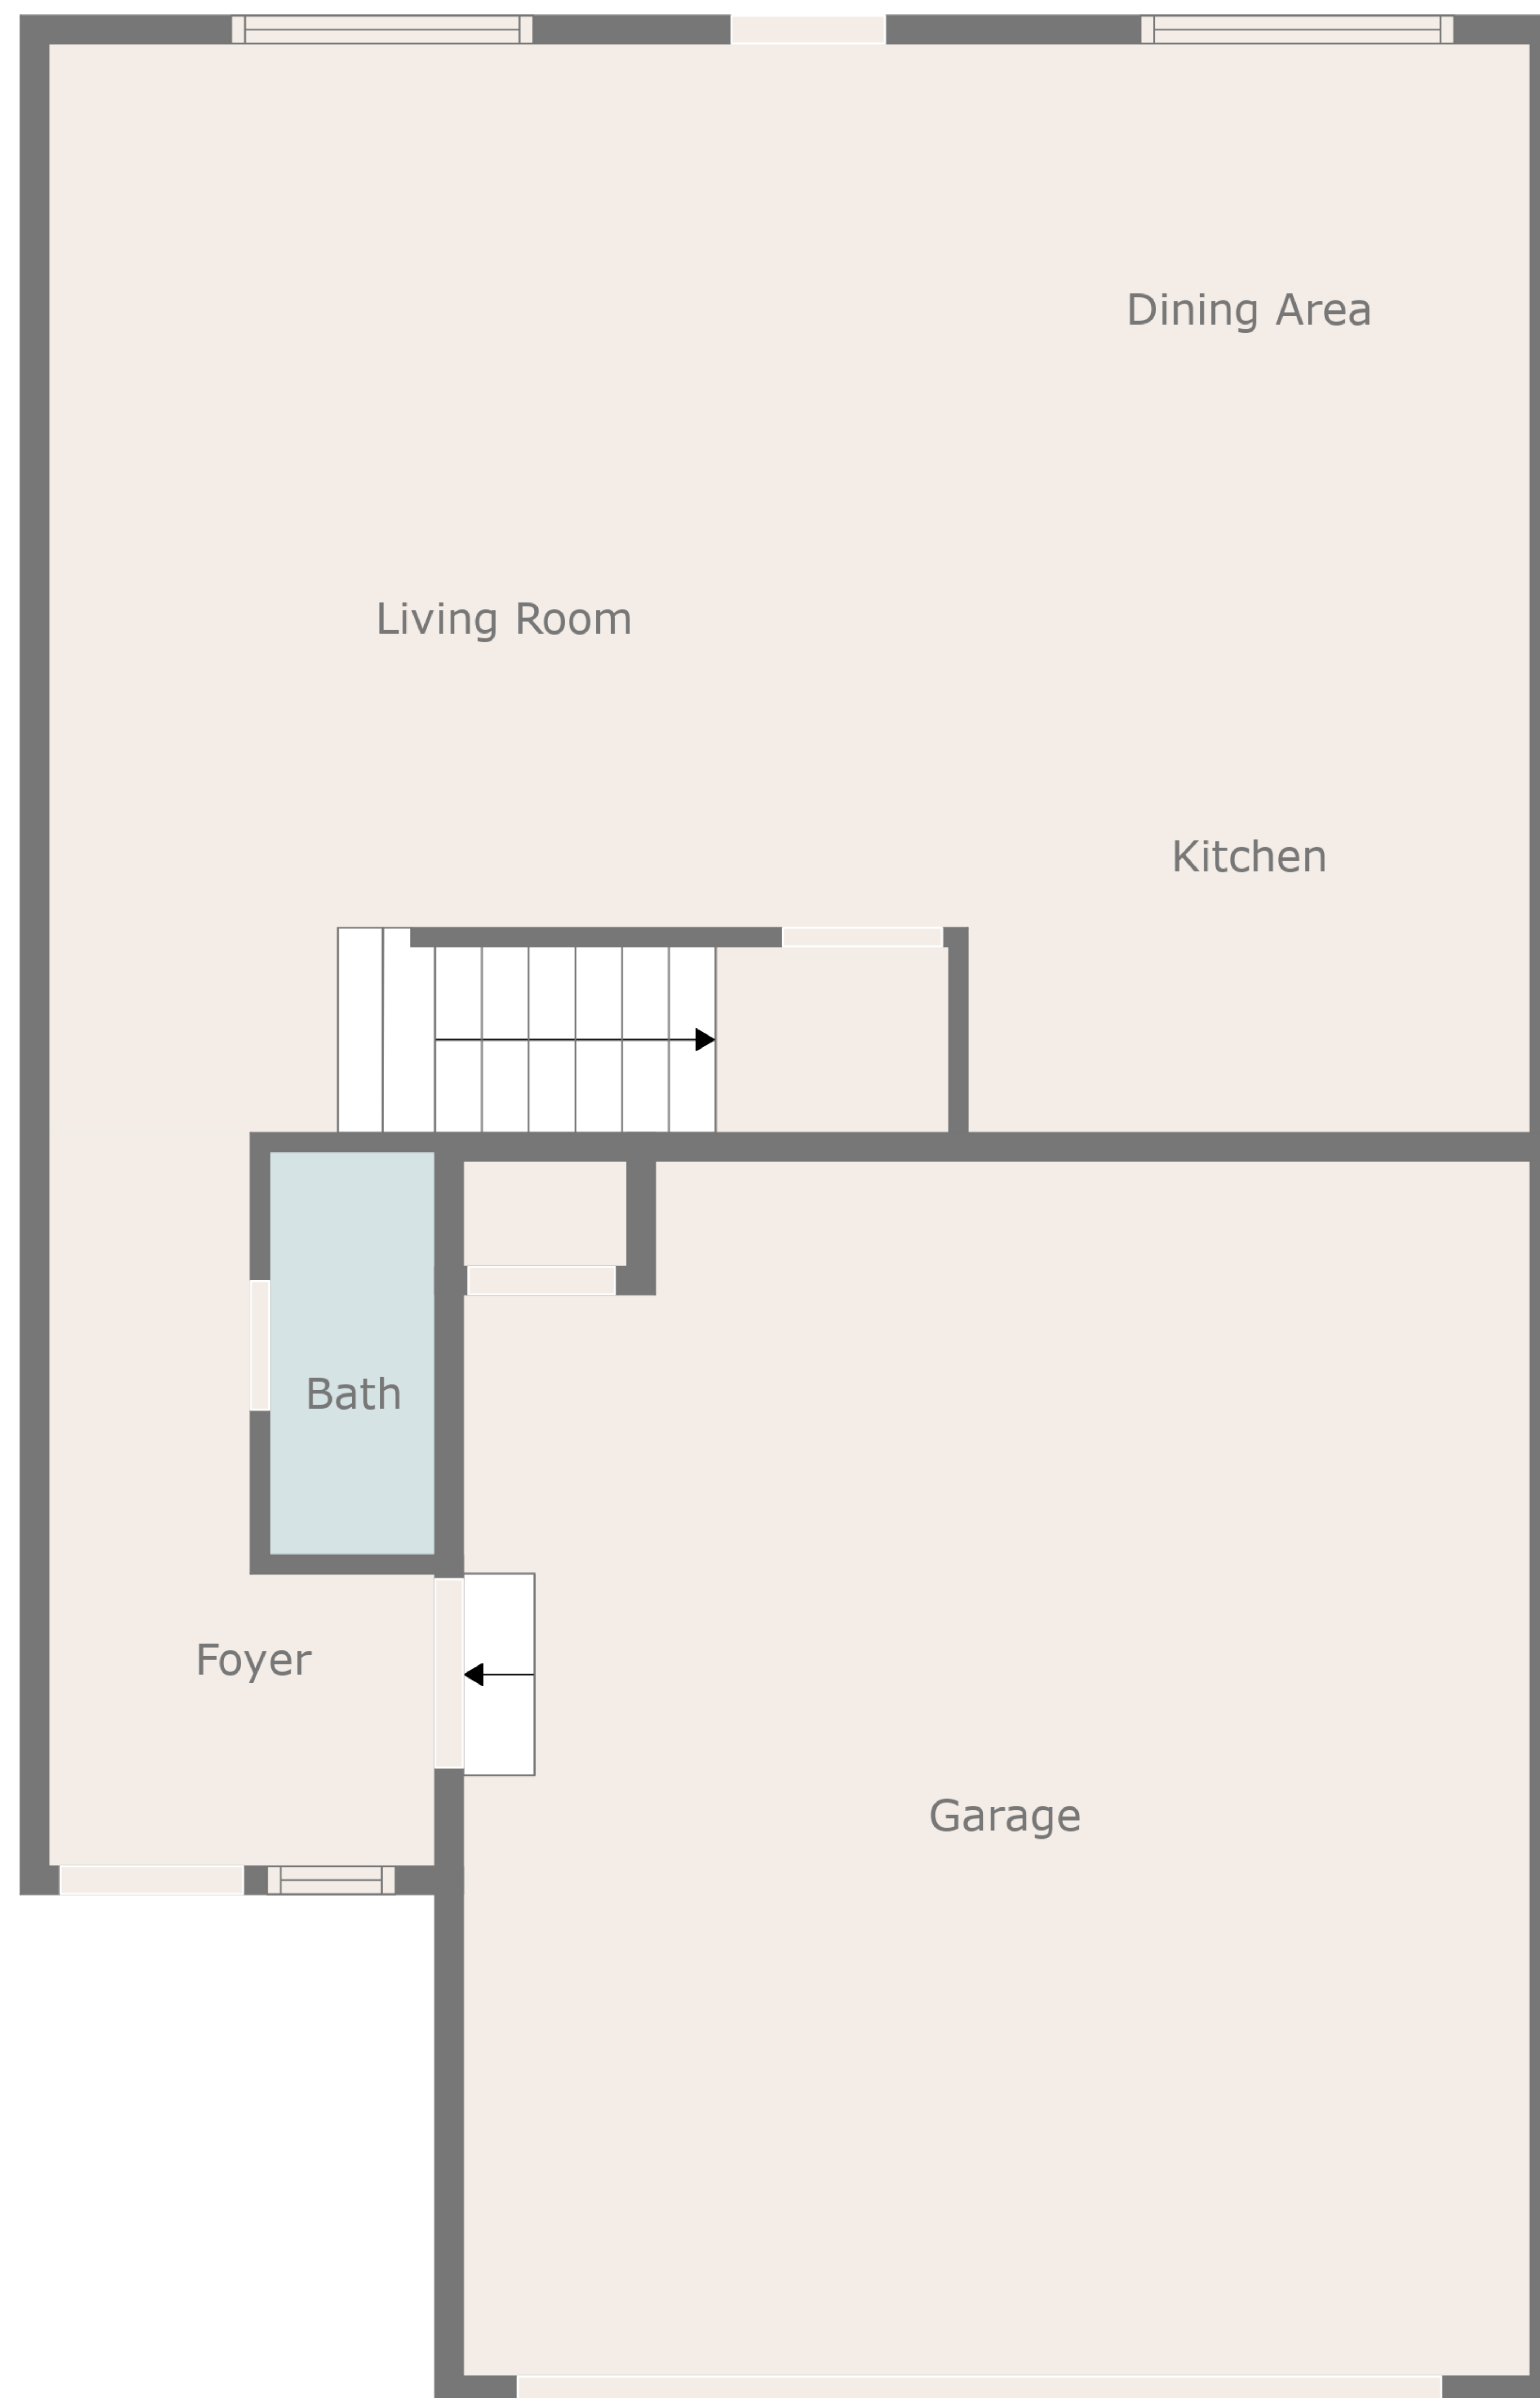 Dining Area
Living Room
Kitchen
Bath
Foyer
Garage